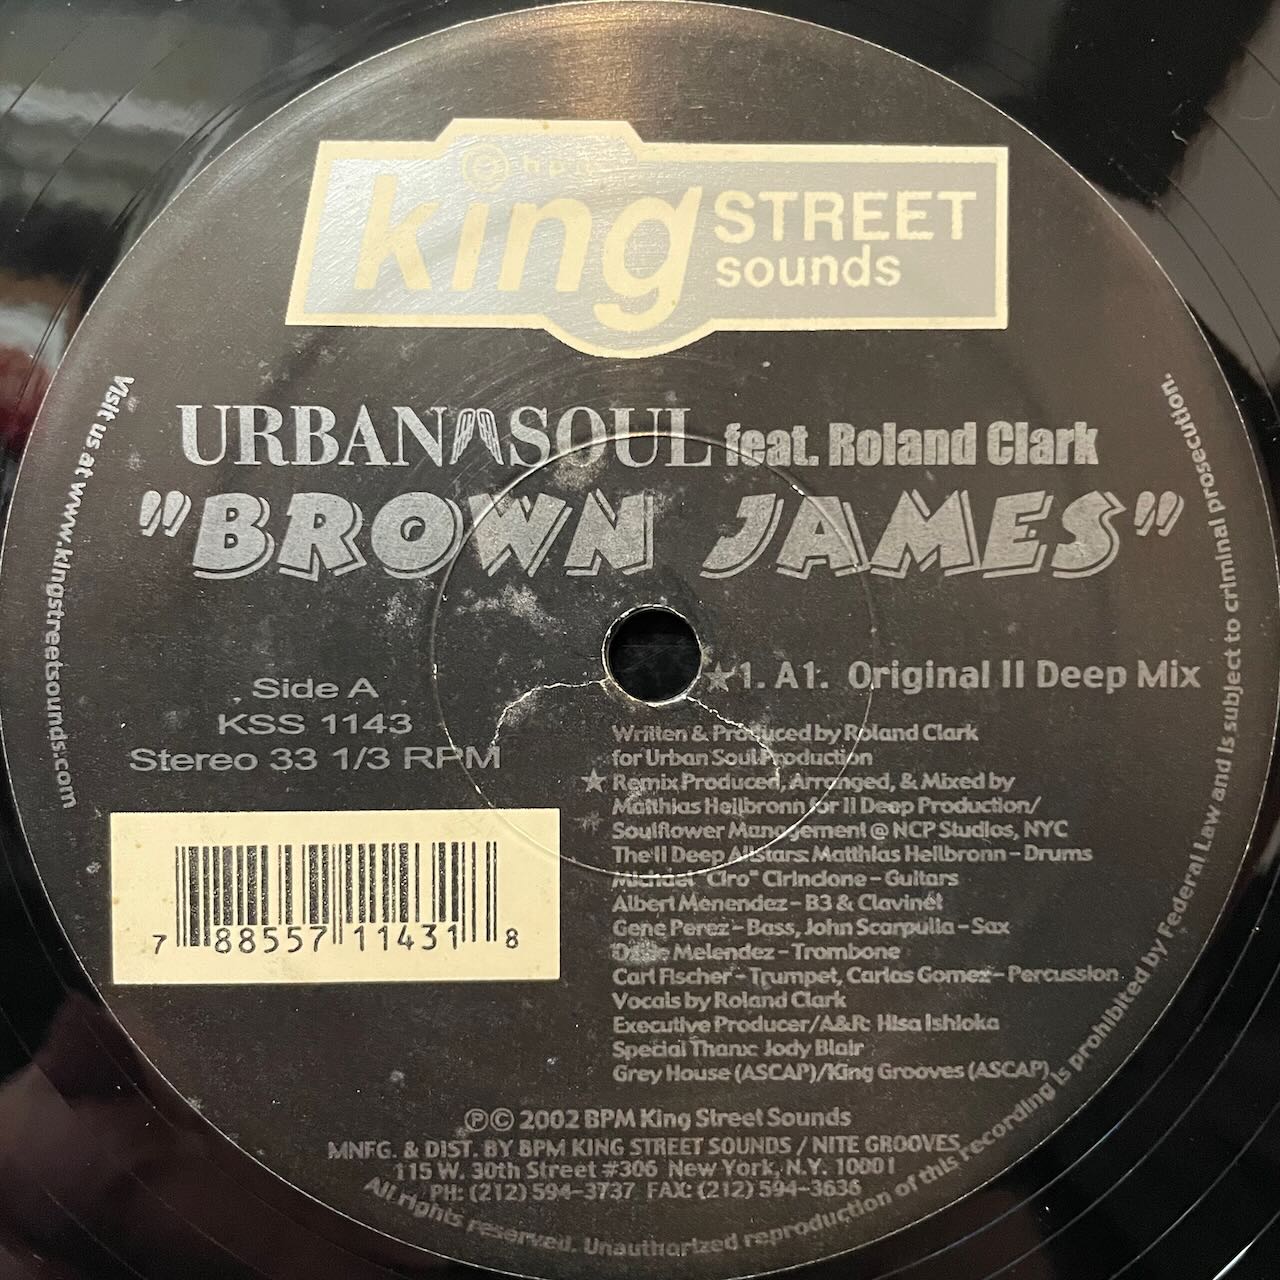 king STREET
sounds
URBAN SOUL feat. Roland Clark
"BROWN JAMES"
Side A
KSS 1143
Stereo 33 1/3 RPM
★1. A1. Original II Deep Mix
Written & Produced by Roland Clark
for Urban Soul Production
★ Remix Produced, Arranged, & Mixed by
Matthias Heilbronn for II Deep Production/
Soulflower Management @ NCP Studios, NYC
The II Deep Allstars: Matthias Heilbronn - Drums
Michael "Ciro" Cirincione - Guitars
Albert Menendez - B3 & Clavinet
Gene Perez - Bass, John Scarpulla - Sax
Melendez - Trombone
Carl Fischer - Trumpet, Carlos Gomez - Percussion
Vocals by Roland Clark
Executive Producer/A&R: Hisa Ishioka
Special Thanx: Jody Blair
Grey House (ASCAP)/King Grooves (ASCAP)
7 88557 11431 8
℗© 2002 BPM King Street Sounds
MNFG. & DIST. BY BPM KING STREET SOUNDS / NITE GROOVES
115 W. 30th Street #306 New York, N.Y. 10001
PH: (212) 594-3737 FAX: (212) 594-3636
Visit us at www.kingstreetsounds.com
All rights reserved. Unauthorized reproduction of this recording is prohibited by Federal Law and is subject to criminal prosecution.